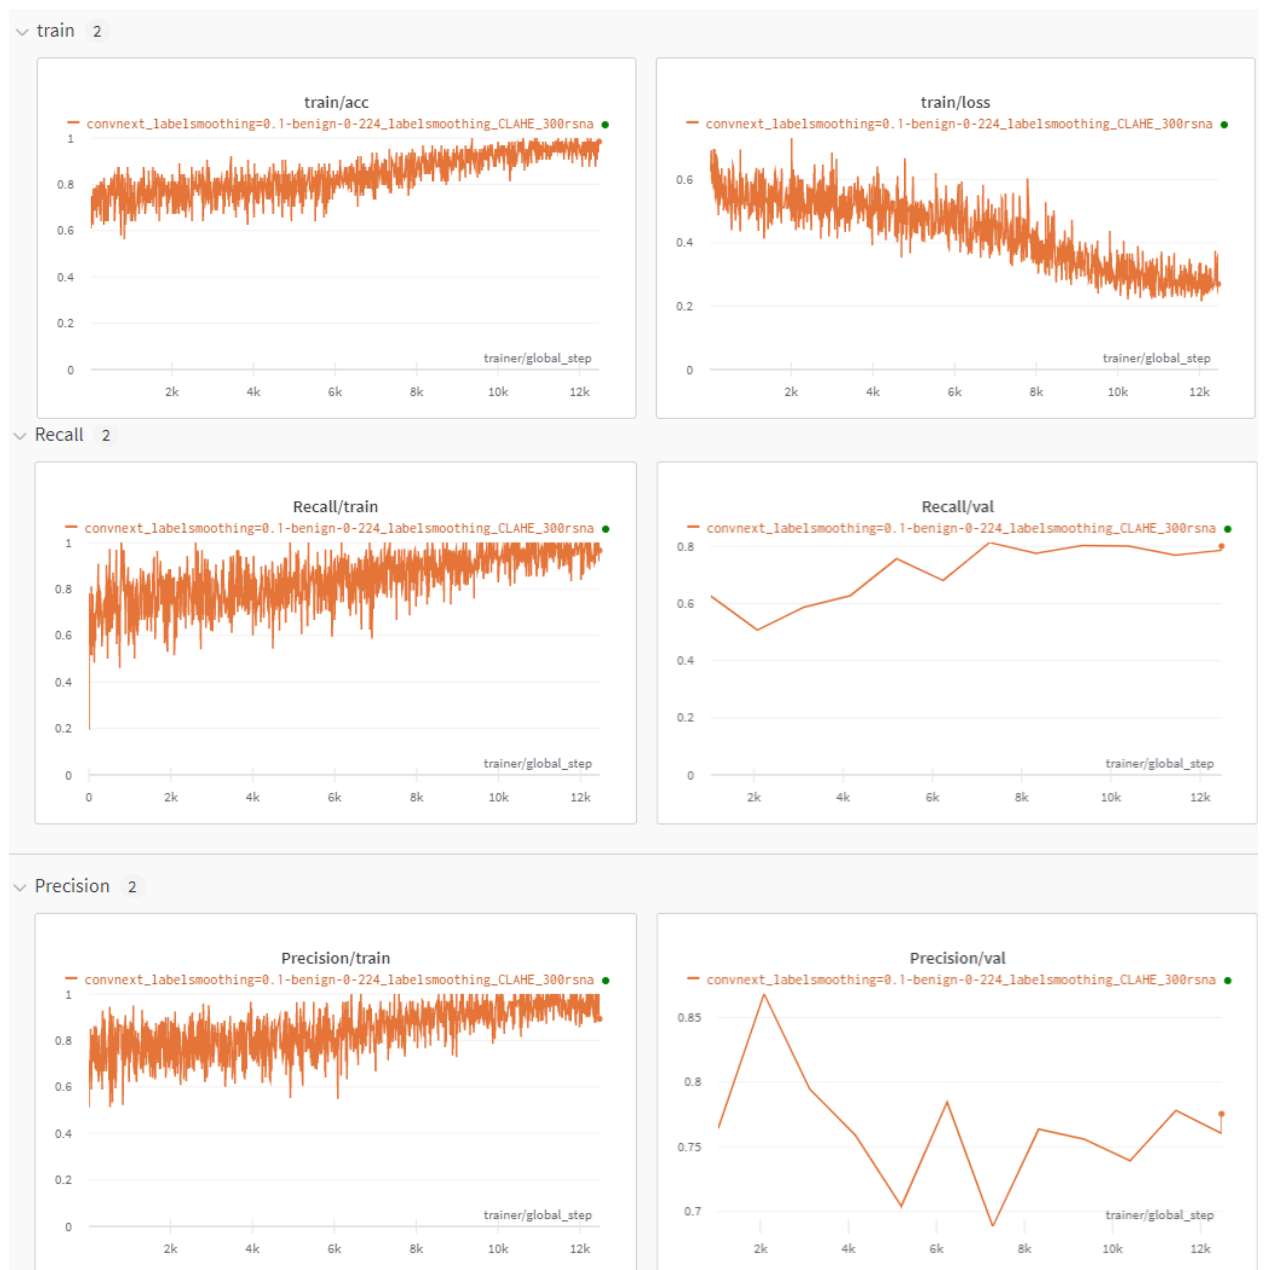 train 2
train/acc
convnext_labelsmoothing=0.1-benign-0-224_labelsmoothing_CLAHE_300rsna
1
0.8
0.6
0.4
0.2
0
trainer/global_step
2k 4k 6k 8k 10k 12k
train/loss
convnext_labelsmoothing=0.1-benign-0-224_labelsmoothing_CLAHE_300rsna
0.6
0.4
0.2
0
trainer/global_step
2k 4k 6k 8k 10k 12k
Recall 2
Recall/train
convnext_labelsmoothing=0.1-benign-0-224_labelsmoothing_CLAHE_300rsna
1
0.8
0.6
0.4
0.2
0
trainer/global_step
0 2k 4k 6k 8k 10k 12k
Recall/val
convnext_labelsmoothing=0.1-benign-0-224_labelsmoothing_CLAHE_300rsna
0.8
0.6
0.4
0.2
0
trainer/global_step
2k 4k 6k 8k 10k 12k
Precision 2
Precision/train
convnext_labelsmoothing=0.1-benign-0-224_labelsmoothing_CLAHE_300rsna
1
0.8
0.6
0.4
0.2
0
trainer/global_step
2k 4k 6k 8k 10k 12k
Precision/val
convnext_labelsmoothing=0.1-benign-0-224_labelsmoothing_CLAHE_300rsna
0.85
0.8
0.75
0.7
trainer/global_step
2k 4k 6k 8k 10k 12k